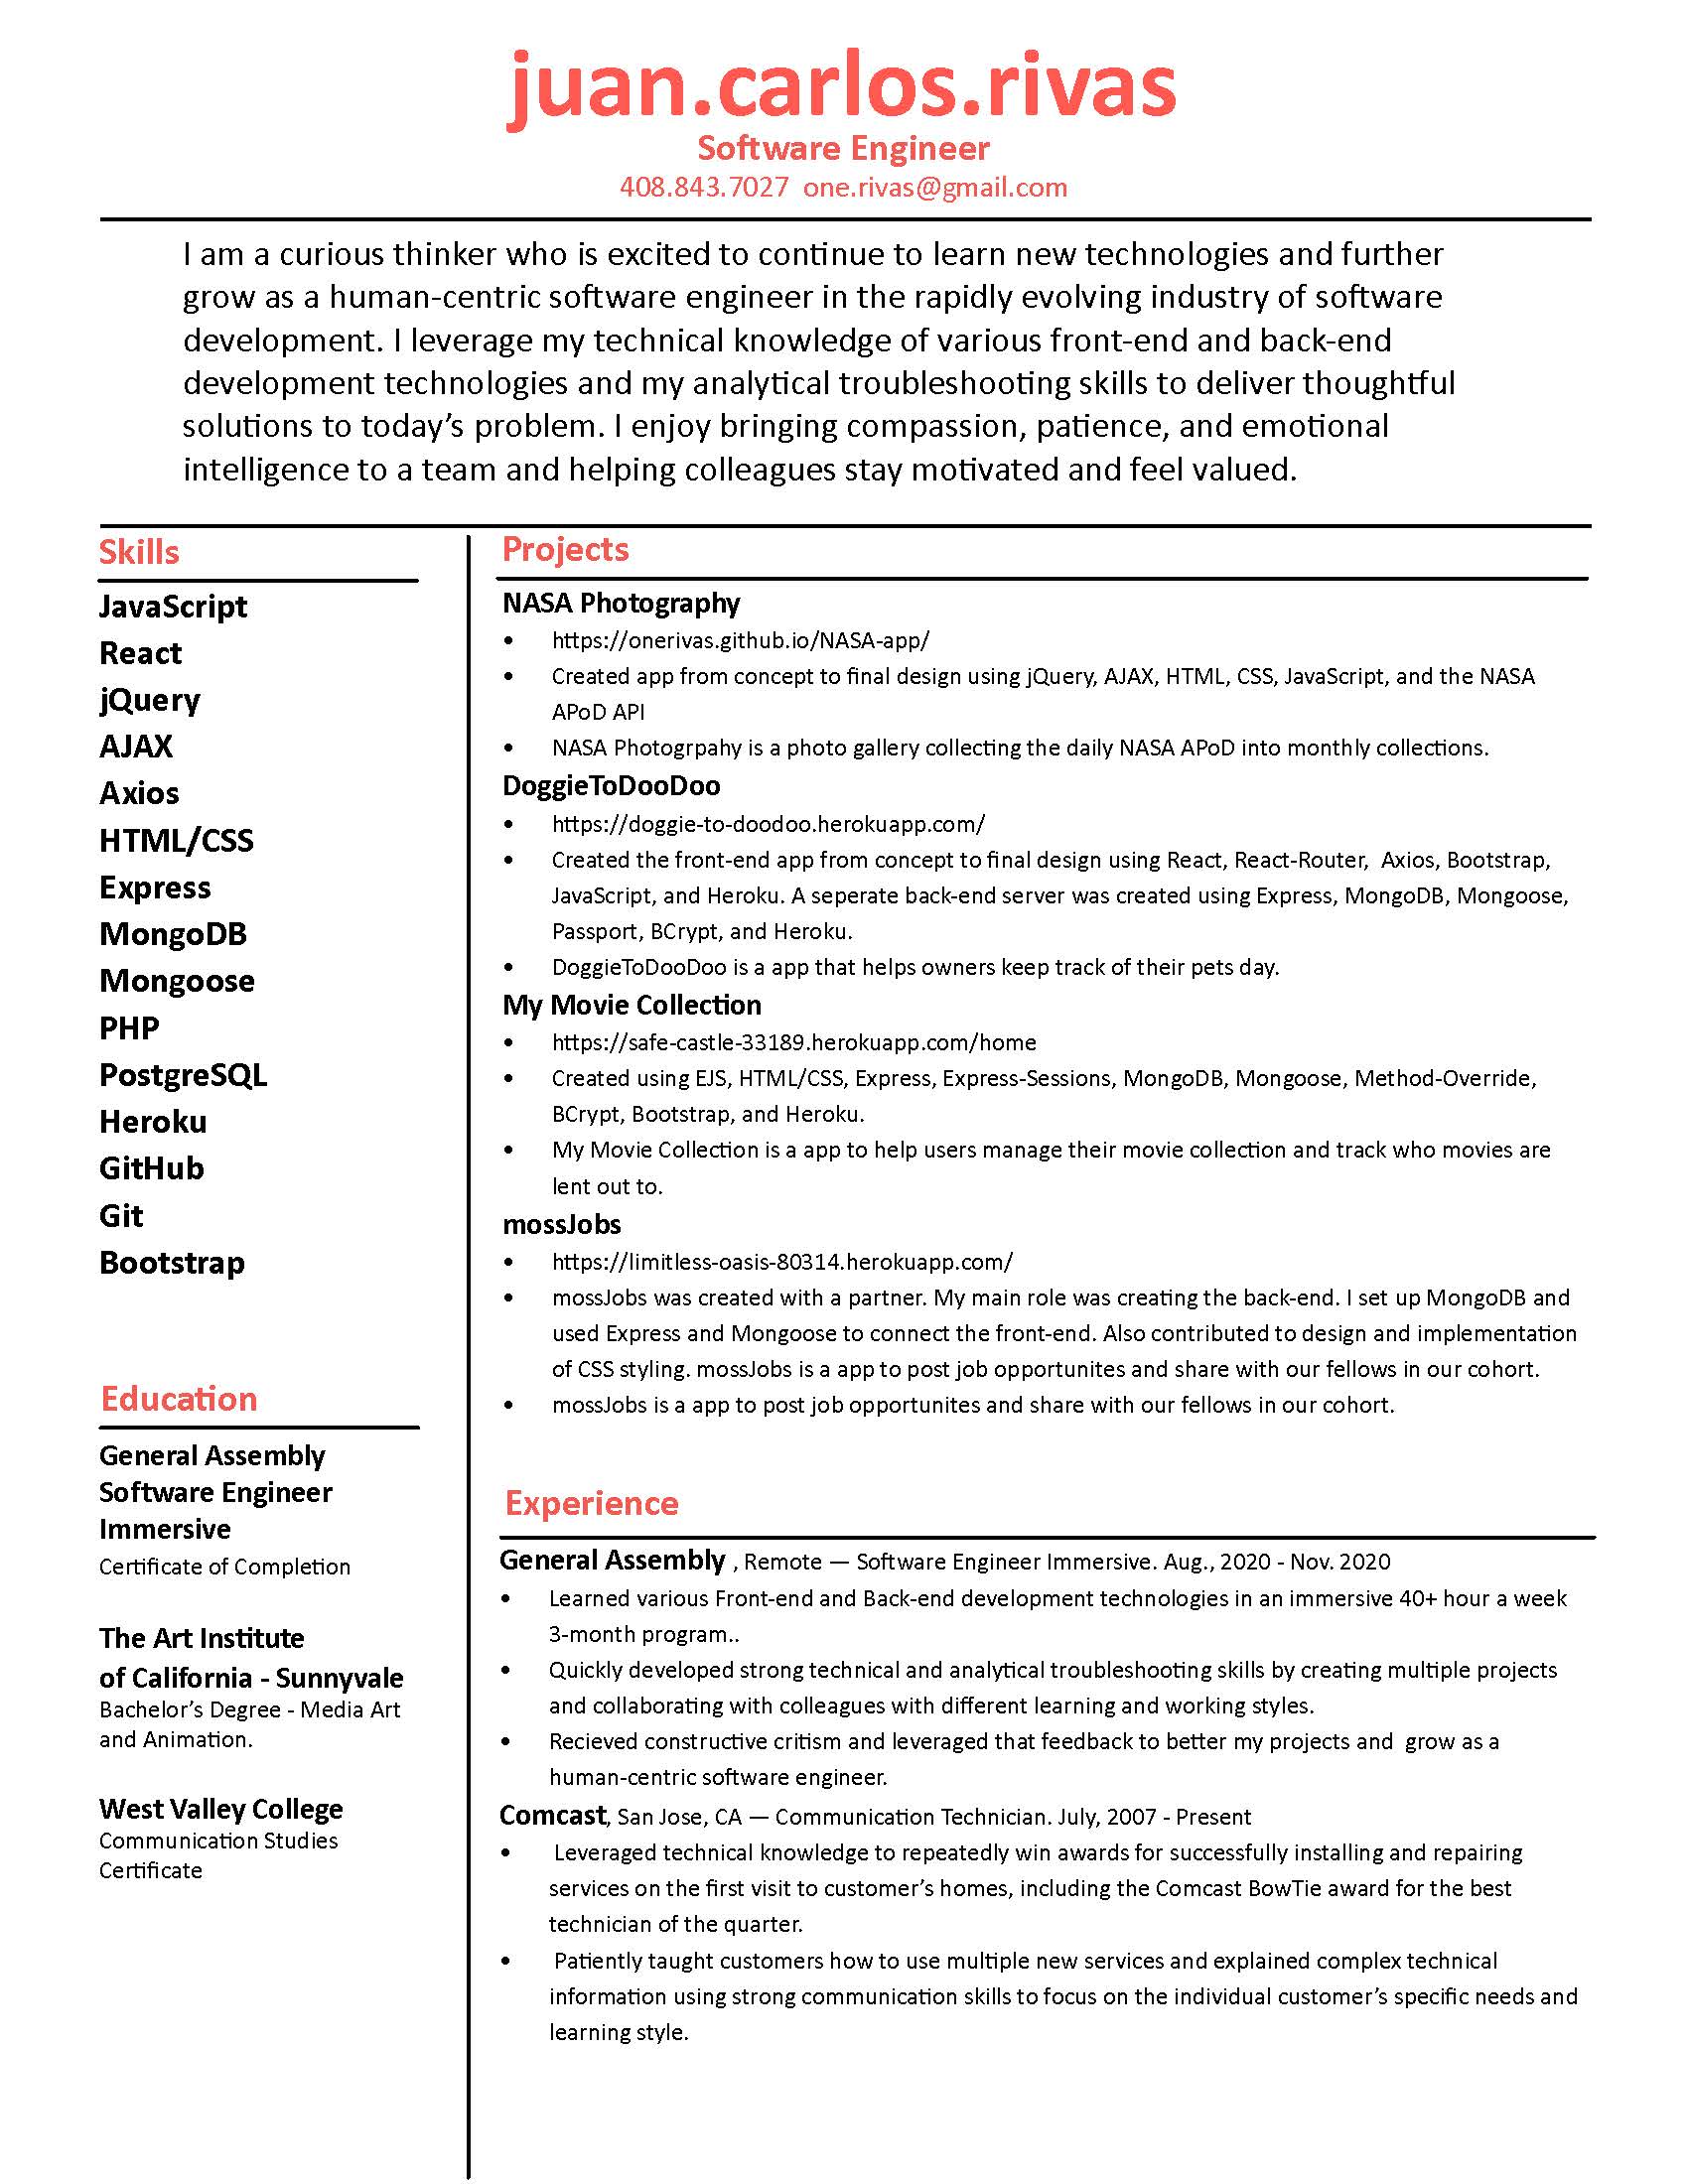 juan.carlos.rivas
Software Engineer
408.843.7027 one.rivas@gmail.com
I am a curious thinker who is excited to continue to learn new technologies and further
grow as a human-centric software engineer in the rapidly evolving industry of software
development. I leverage my technical knowledge of various front-end and back-end
development technologies and my analytical troubleshooting skills to deliver thoughtful
solutions to today’s problem. I enjoy bringing compassion, patience, and emotional
intelligence to a team and helping colleagues stay motivated and feel valued.
Skills
JavaScript
React
jQuery
AJAX
Axios
HTML/CSS
Express
MongoDB
Mongoose
PHP
PostgreSQL
Heroku
GitHub
Git
Bootstrap
Education
General Assembly
Software Engineer
Immersive
Certificate of Completion
The Art Institute
of California - Sunnyvale
Bachelor’s Degree - Media Art
and Animation.
West Valley College
Communication Studies
Certificate
Projects
NASA Photography
• https://onerivas.github.io/NASA-app/
• Created app from concept to final design using jQuery, AJAX, HTML, CSS, JavaScript, and the NASA
APoD API
• NASA Photogrpahy is a photo gallery collecting the daily NASA APoD into monthly collections.
DoggieToDooDoo
• https://doggie-to-doodoo.herokuapp.com/
• Created the front-end app from concept to final design using React, React-Router, Axios, Bootstrap,
JavaScript, and Heroku. A seperate back-end server was created using Express, MongoDB, Mongoose,
Passport, BCrypt, and Heroku.
• DoggieToDooDoo is a app that helps owners keep track of their pets day.
My Movie Collection
• https://safe-castle-33189.herokuapp.com/home
• Created using EJS, HTML/CSS, Express, Express-Sessions, MongoDB, Mongoose, Method-Override,
BCrypt, Bootstrap, and Heroku.
• My Movie Collection is a app to help users manage their movie collection and track who movies are
lent out to.
mossJobs
• https://limitless-oasis-80314.herokuapp.com/
• mossJobs was created with a partner. My main role was creating the back-end. I set up MongoDB and
used Express and Mongoose to connect the front-end. Also contributed to design and implementation
of CSS styling. mossJobs is a app to post job opportunites and share with our fellows in our cohort.
• mossJobs is a app to post job opportunites and share with our fellows in our cohort.
Experience
General Assembly , Remote — Software Engineer Immersive. Aug., 2020 - Nov. 2020
• Learned various Front-end and Back-end development technologies in an immersive 40+ hour a week
3-month program..
• Quickly developed strong technical and analytical troubleshooting skills by creating multiple projects
and collaborating with colleagues with different learning and working styles.
• Recieved constructive critism and leveraged that feedback to better my projects and grow as a
human-centric software engineer.
Comcast, San Jose, CA — Communication Technician. July, 2007 - Present
• Leveraged technical knowledge to repeatedly win awards for successfully installing and repairing
services on the first visit to customer’s homes, including the Comcast BowTie award for the best
technician of the quarter.
• Patiently taught customers how to use multiple new services and explained complex technical
information using strong communication skills to focus on the individual customer’s specific needs and
learning style.